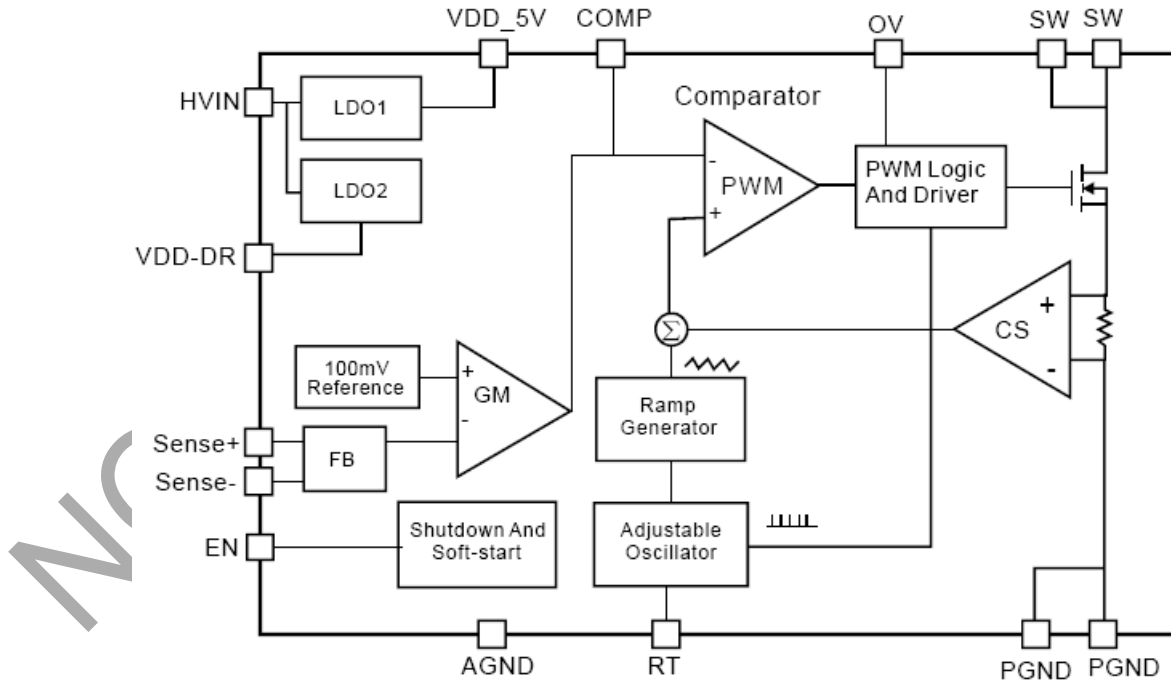 VDD_5V
COMP
OV
SW
SW
HVIN
LDO1
LDO2
VDD-DR
Comparator
-
PWM
+
PWM Logic
And Driver
Σ
+
CS
-
100mV
Reference
+
GM
-
Sense+
Sense-
FB
Ramp
Generator
EN
Shutdown And
Soft-start
Adjustable
Oscillator
AGND
RT
PGND
PGND